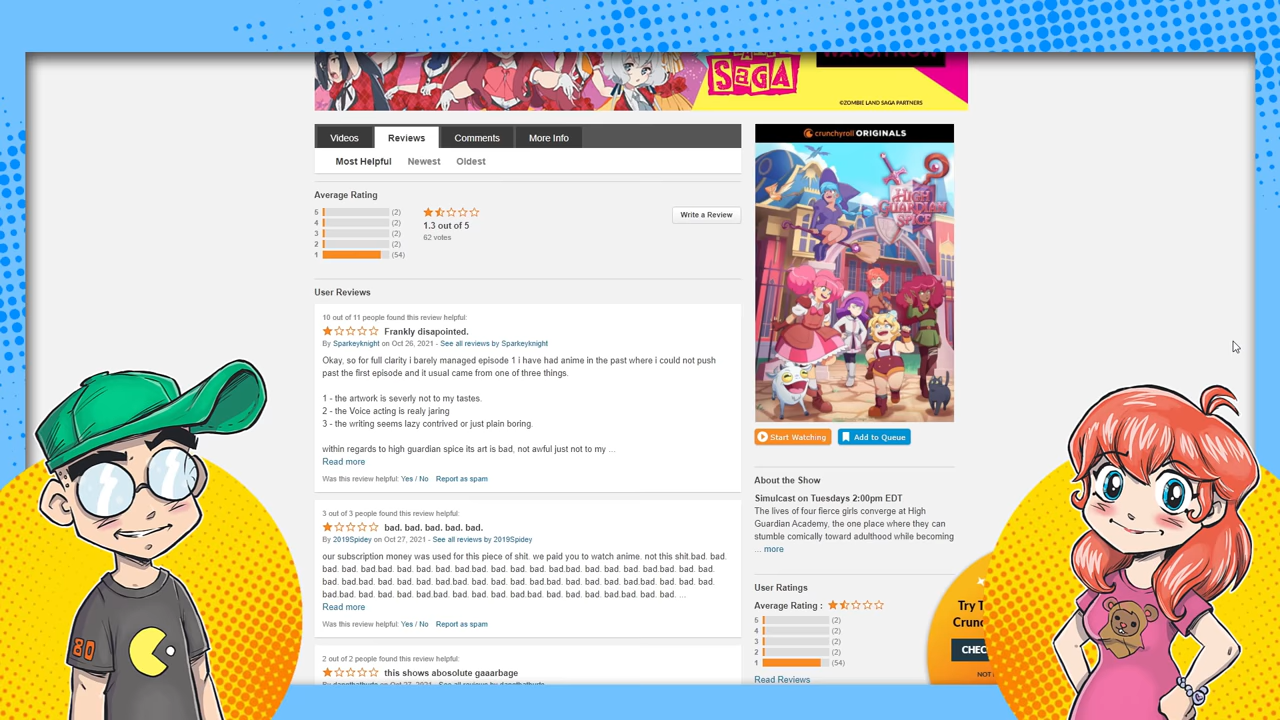 SAGA
©ZOMBIE LAND SAGA PARTNERS
Videos
Reviews
Comments
More Info
Most Helpful
Newest
Oldest
Average Rating
5 (2)
4 (2)
3 (2)
2 (2)
1 (54)
1.3 out of 5
62 votes
Write a Review
User Reviews
10 out of 11 people found this review helpful:
Frankly disapointed.
By Sparkeyknight on Oct 26, 2021 - See all reviews by Sparkeyknight
Okay, so for full clarity i barely managed episode 1 i have had anime in the past where i could not push
past the first episode and it usual came from one of three things.
1 - the artwork is severly not to my tastes.
2 - the Voice acting is realy jaring
3 - the writing seems lazy contrived or just plain boring.
within regards to high guardian spice its art is bad, not awful just not to my ...
Read more
Was this review helpful: Yes / No Report as spam
3 out of 3 people found this review helpful:
bad. bad. bad. bad. bad.
By 2019Spidey on Oct 27, 2021 - See all reviews by 2019Spidey
our subscription money was used for this piece of shit. we paid you to watch anime. not this shit.bad. bad.
bad. bad. bad. bad.bad. bad. bad. bad. bad. bad.bad. bad. bad. bad. bad. bad. bad.bad. bad. bad. bad.
bad. bad. bad.bad. bad. bad. bad. bad. bad.bad. bad. bad. bad. bad. bad. bad.bad. bad. bad. bad. bad.
bad.bad. bad. bad. bad.bad. bad. bad. bad. bad. bad.bad. bad. bad. bad. bad. bad. ...
Read more
Was this review helpful: Yes / No Report as spam
2 out of 2 people found this review helpful:
this shows abosolute gaaarbage
crunchyroll ORIGINALS
HIGH
GUARDIAN
SPICE
Start Watching
Add to Queue
About the Show
Simulcast on Tuesdays 2:00pm EDT
The lives of four fierce girls converge at High
Guardian Academy, the one place where they can
stumble comically toward adulthood while becoming
... more
User Ratings
Average Rating :
5 (2)
4 (2)
3 (2)
2 (2)
1 (54)
Read Reviews
Try
80